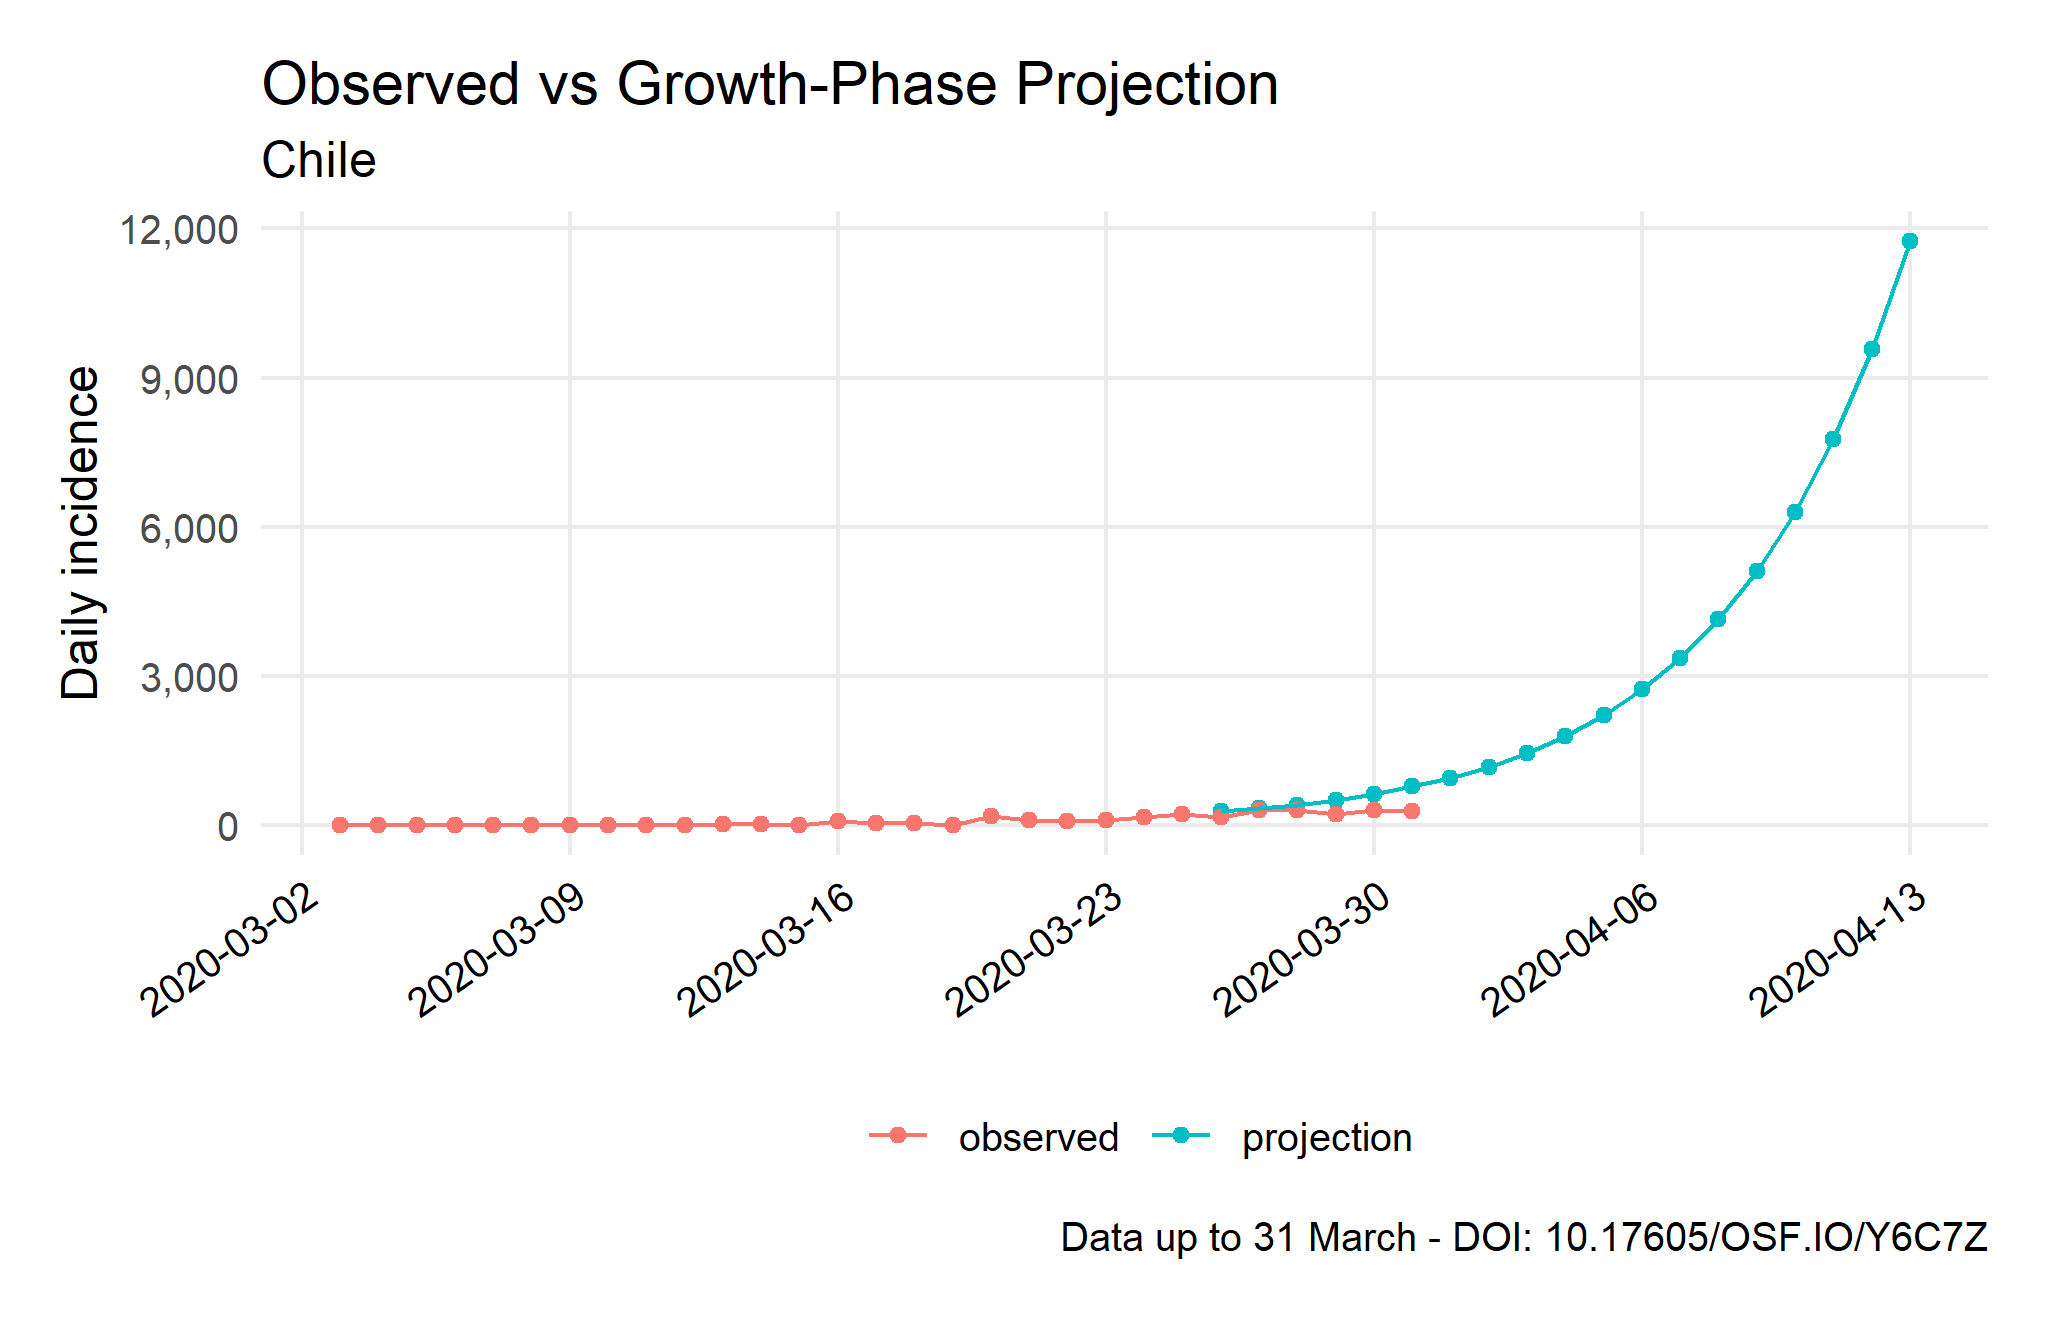 Observed vs Growth-Phase Projection
Chile
12,000
9,000
6,000
3,000
0
Daily incidence
2020-03-02
2020-03-09
2020-03-16
2020-03-23
2020-03-30
2020-04-06
2020-04-13
observed
projection
Data up to 31 March - DOI: 10.17605/OSF.IO/Y6C7Z